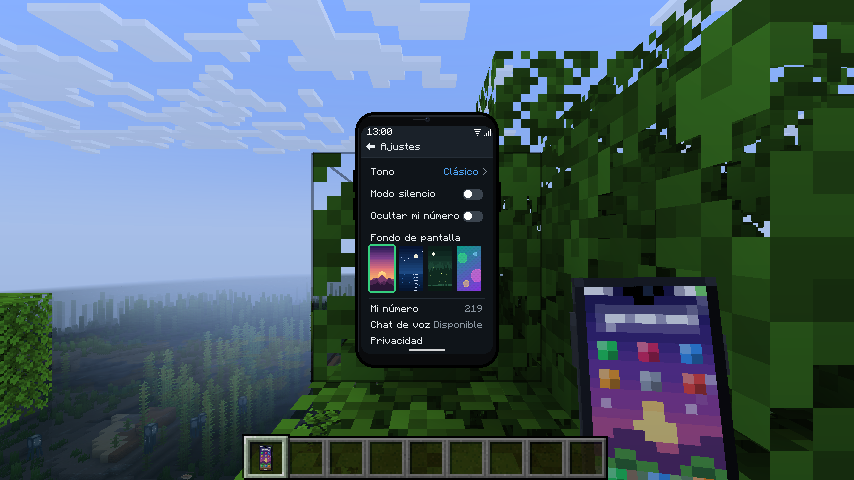 13:00
Ajustes
Tono Clásico
Modo silencio
Ocultar mi número
Fondo de pantalla
Mi número 219
Chat de voz Disponible
Privacidad